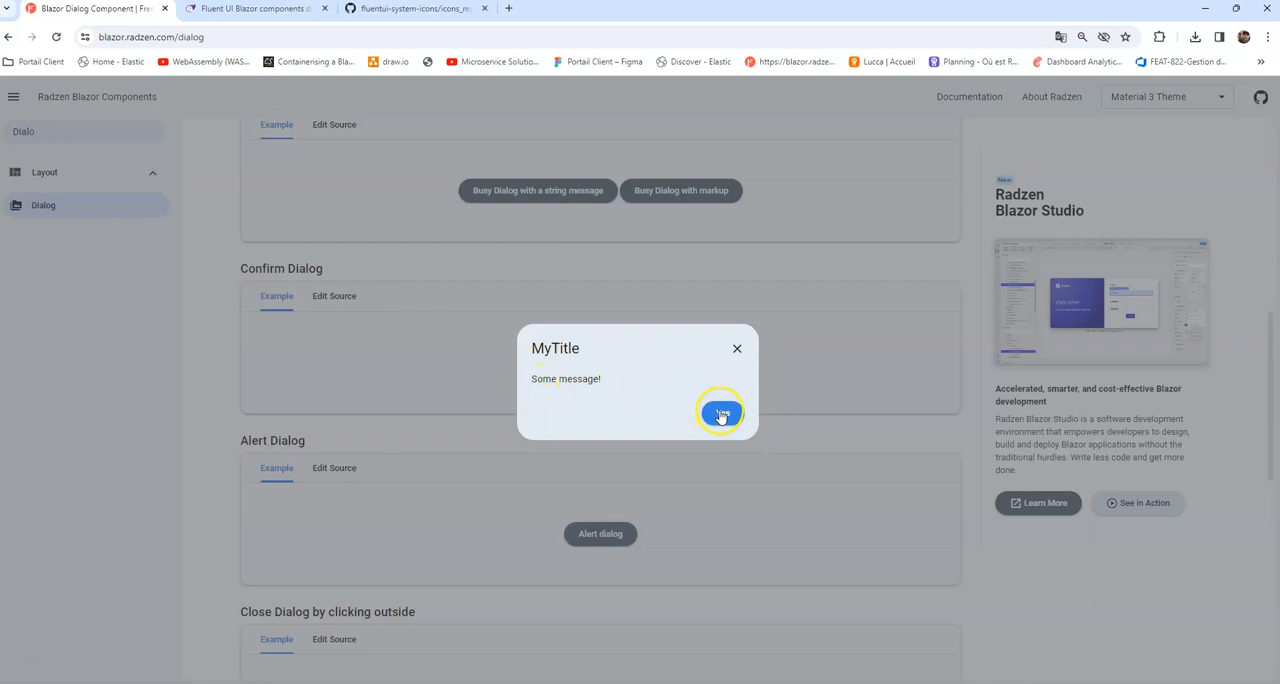 Blazor Dialog Component | Free
Fluent UI Blazor components d
fluentui-system-icons/icons_re
blazor.radzen.com/dialog
Portail Client
Home - Elastic
WebAssembly (WAS...
Containerising a Bla...
draw.io
Microservice Solutio...
Portail Client – Figma
Discover - Elastic
https://blazor.radze...
Lucca | Accueil
Planning - Où est R...
Dashboard Analytic...
FEAT-822-Gestion d...
Radzen Blazor Components
Documentation
About Radzen
Material 3 Theme
Dialo
Layout
Dialog
Example
Edit Source
Busy Dialog with a string message
Busy Dialog with markup
Confirm Dialog
Example
Edit Source
MyTitle
Some message!
Alert Dialog
Example
Edit Source
Alert dialog
Close Dialog by clicking outside
Example
Edit Source
New
Radzen
Blazor Studio
Accelerated, smarter, and cost-effective Blazor
development
Radzen Blazor Studio is a software development
environment that empowers developers to design,
build and deploy Blazor applications without the
traditional hurdles. Write less code and get more
done.
Learn More
See in Action